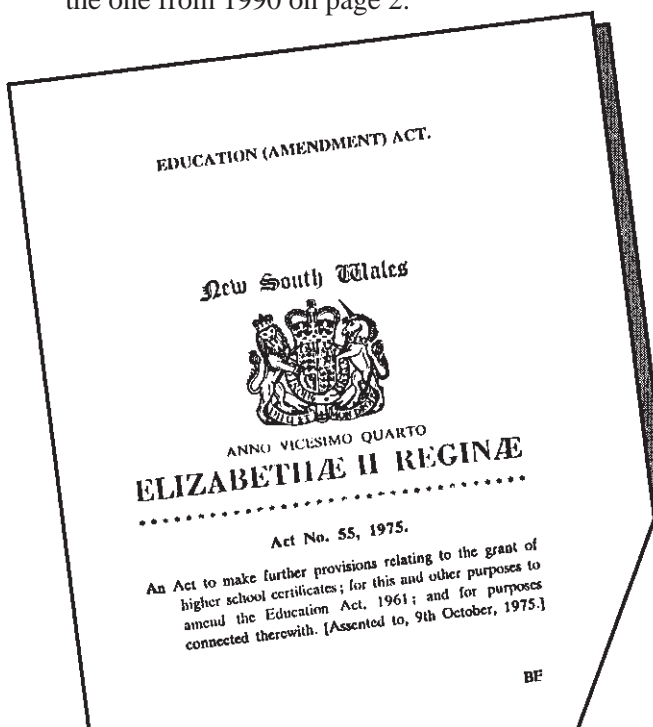 the one from 1990 on page 2.
EDUCATION (AMENDMENT) ACT.
New South Wales
ANNO VICESIMO QUARTO
ELIZABETHÆ II REGINÆ
Act No. 55, 1975.
An Act to make further provisions relating to the grant of
higher school certificates; for this and other purposes to
amend the Education Act, 1961; and for purposes
connected therewith. [Assented to, 9th October, 1975.]
BE